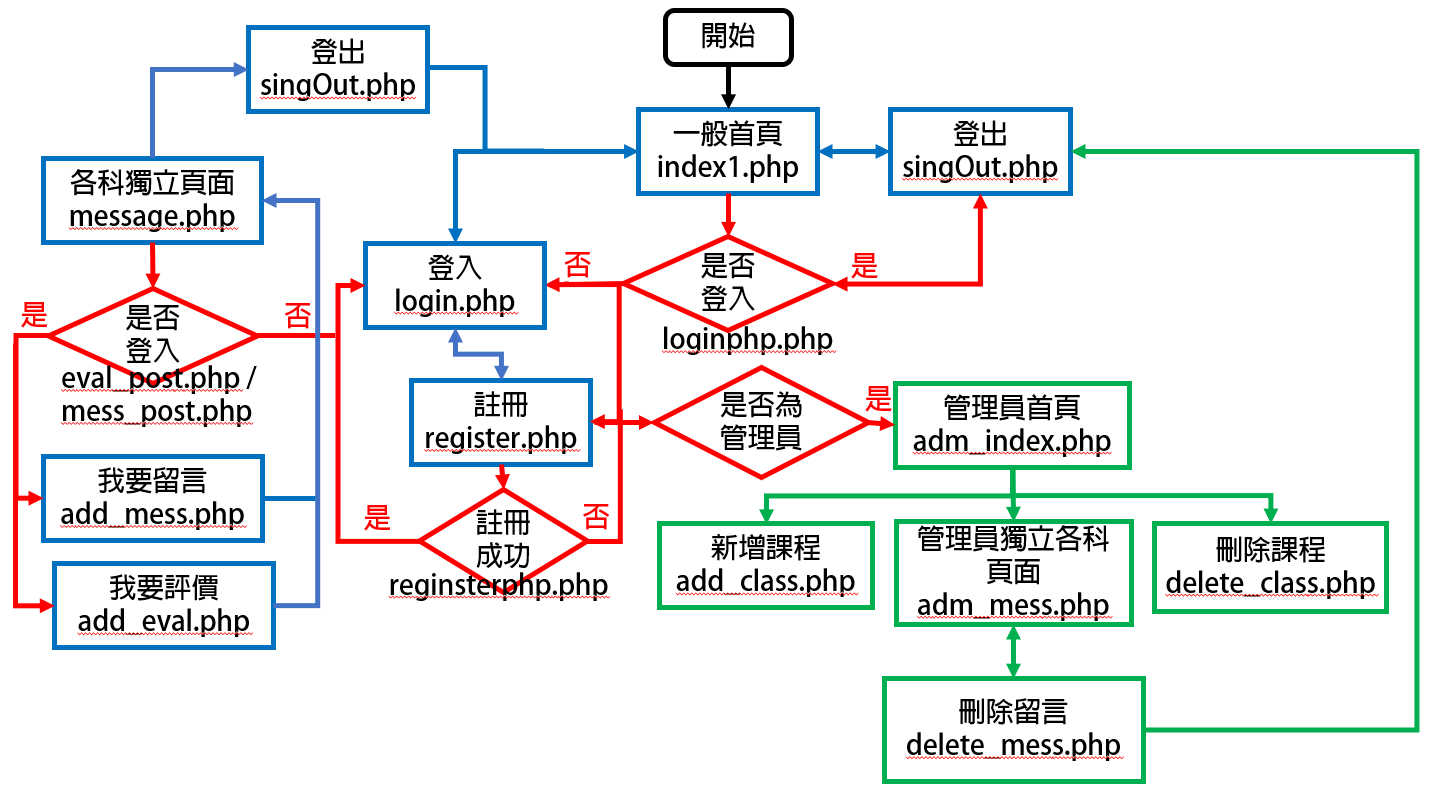 開始
登出
singOut.php
一般首頁
index1.php
登出
singOut.php
各科獨立頁面
message.php
登入
login.php
否
是否
登入
loginphp.php
是
是
是否
登入
eval_post.php /
mess_post.php
否
註冊
register.php
是否為
管理員
是
管理員首頁
adm_index.php
我要留言
add_mess.php
是
註冊
成功
reginsterphp.php
否
新增課程
add_class.php
管理員獨立各科
頁面
adm_mess.php
刪除課程
delete_class.php
我要評價
add_eval.php
刪除留言
delete_mess.php